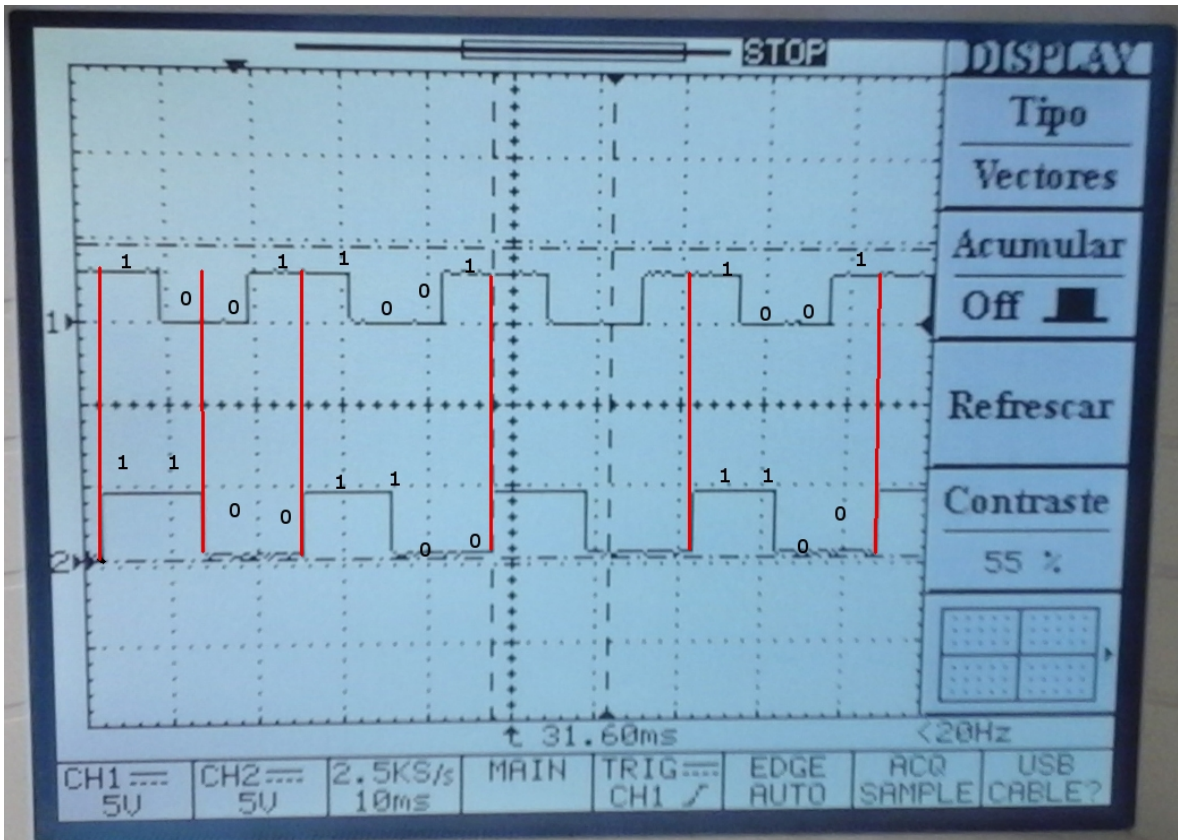 STOP
DISPLAY
Tipo
Vectores
Acumular
Off
Refrescar
Contraste
55 %
1 0 0 1 1 0 0 1 1 0 0 1
1
1 1 0 0 1 1 0 0 1 1 0 0
2
t 31.60ms
<20Hz
CH1 5V
CH2 5V
2.5KS/s 10ms
MAIN
TRIG CH1
EDGE AUTO
ACQ SAMPLE
USB CABLE?